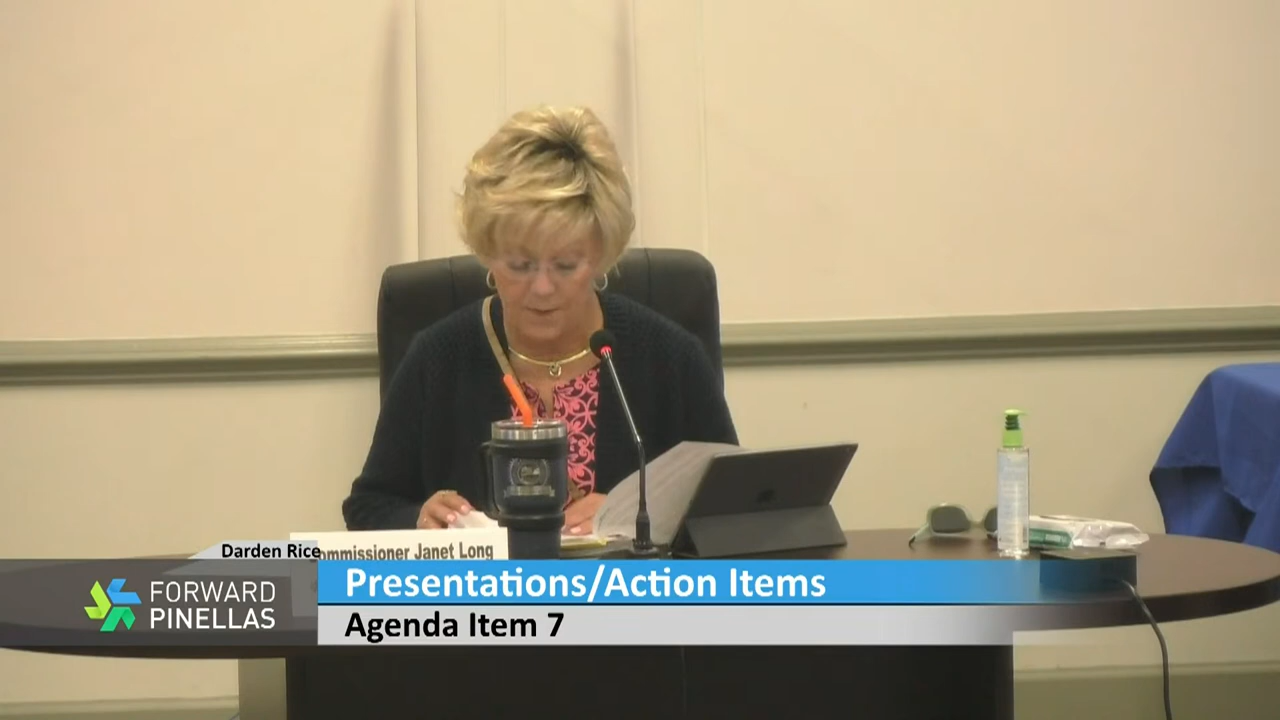 ommissioner Janet Long
Darden Rice
FORWARD
PINELLAS
Presentations/Action Items
Agenda Item 7